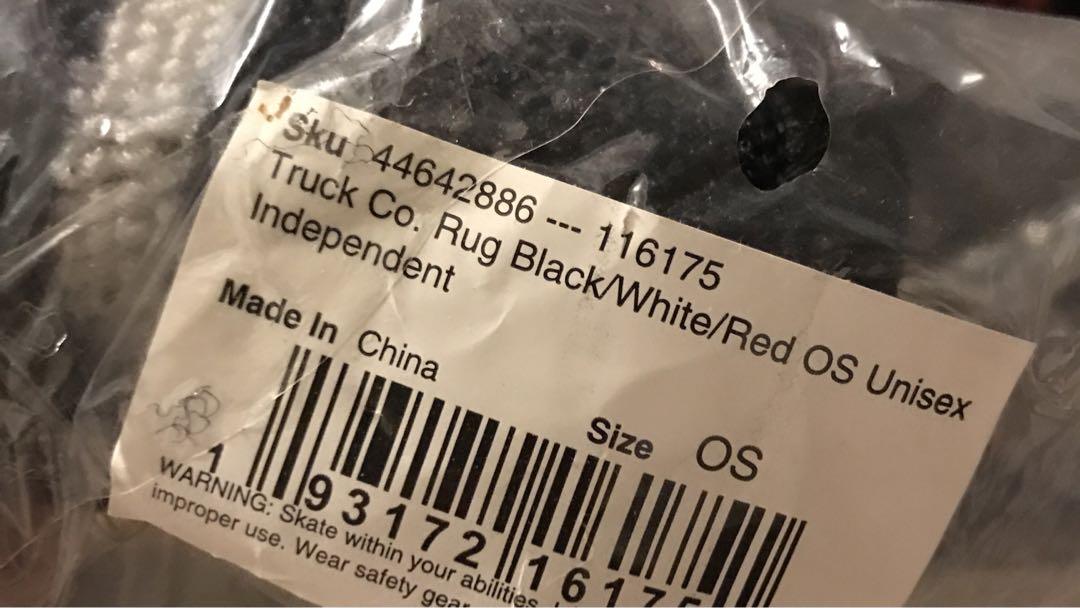 Sku 44642886 --- 116175
Truck Co. Rug Black/White/Red OS Unisex
Independent
Made In China
Size OS
1 93172 16175
WARNING: Skate within your abilities
improper use. Wear safety gear